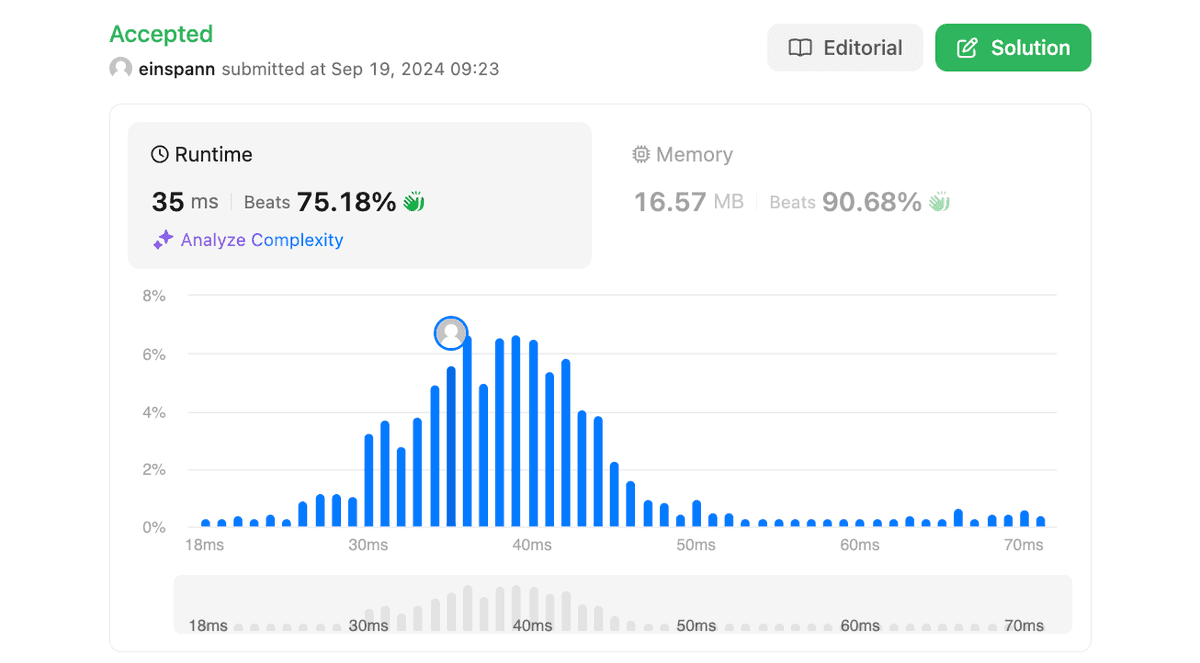 Accepted
einspann submitted at Sep 19, 2024 09:23
Editorial
Solution
Runtime
35 ms Beats 75.18%
Analyze Complexity
Memory
16.57 MB Beats 90.68%
8%
6%
4%
2%
0%
18ms 30ms 40ms 50ms 60ms 70ms
18ms 30ms 40ms 50ms 60ms 70ms